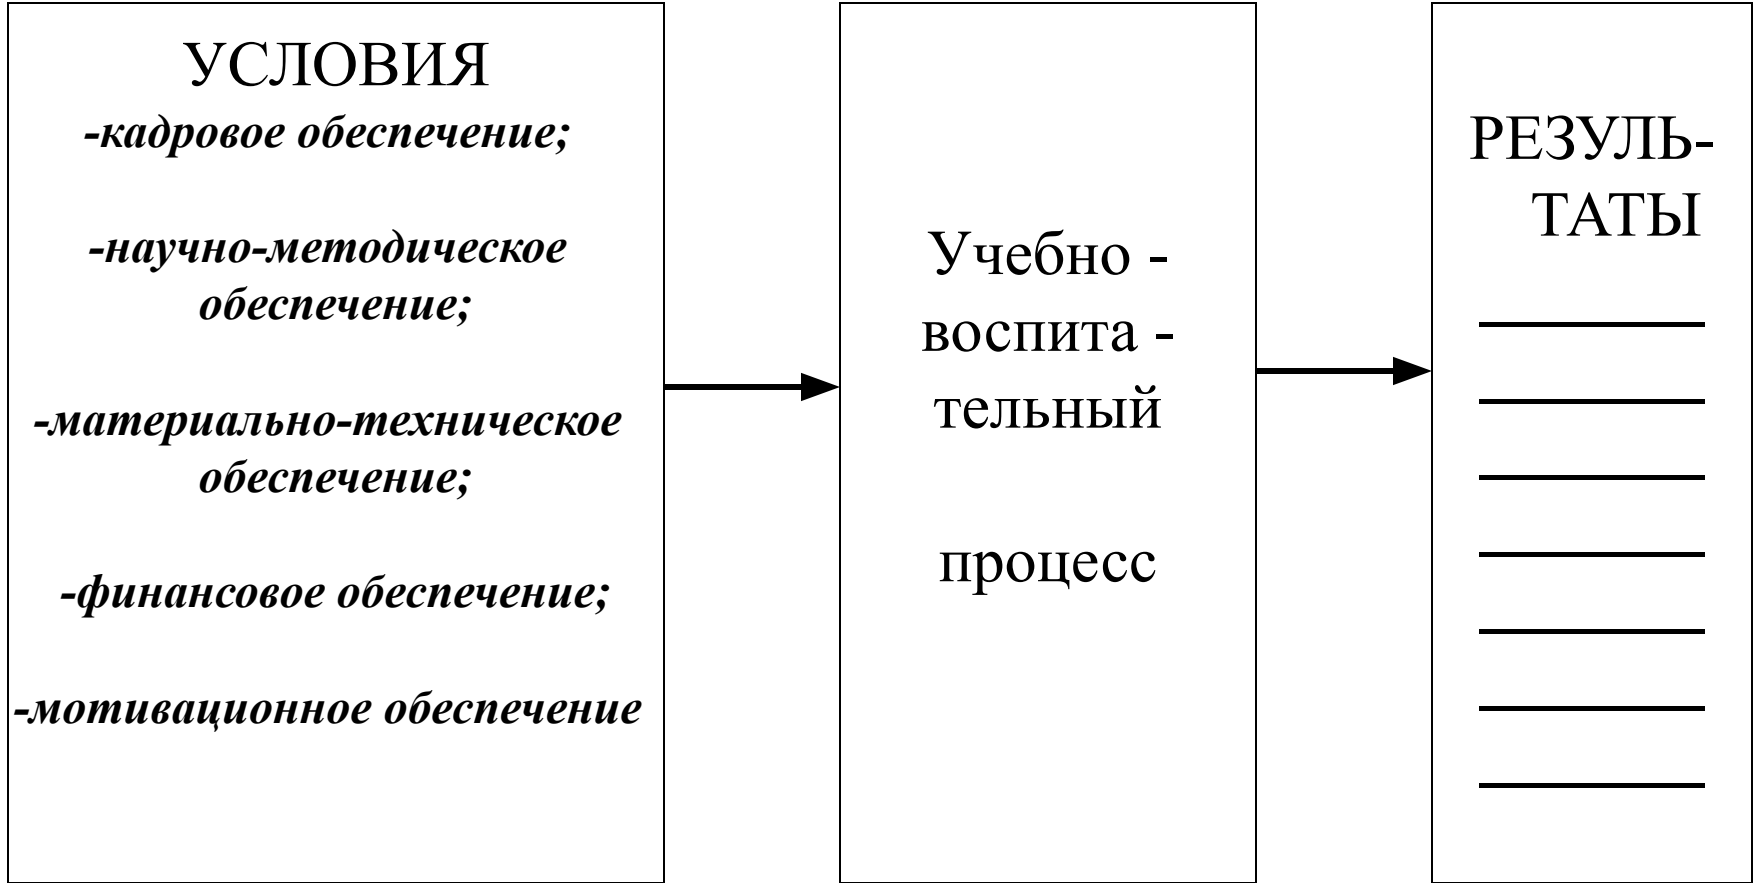 УСЛОВИЯ
-кадровое обеспечение;
-научно-методическое
обеспечение;
-материально-техническое
обеспечение;
-финансовое обеспечение;
-мотивационное обеспечение
Учебно -
воспита -
тельный
процесс
РЕЗУЛЬ-
ТАТЫ